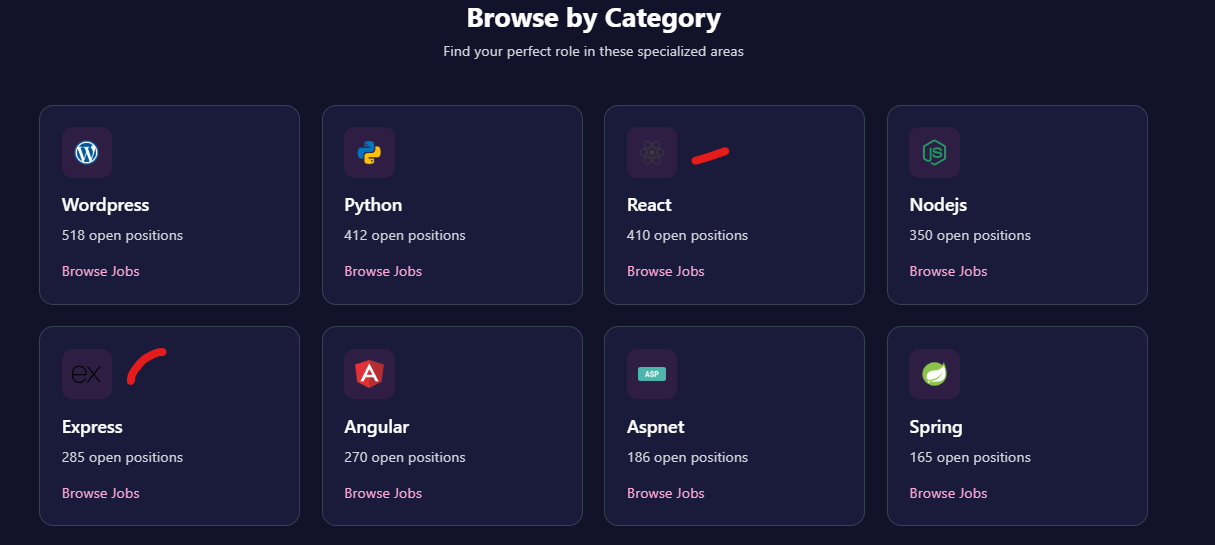 Browse by Category
Find your perfect role in these specialized areas
Wordpress
518 open positions
Browse Jobs
Python
412 open positions
Browse Jobs
React
410 open positions
Browse Jobs
JS
Nodejs
350 open positions
Browse Jobs
ex
Express
285 open positions
Browse Jobs
A
Angular
270 open positions
Browse Jobs
ASP
Aspnet
186 open positions
Browse Jobs
Spring
165 open positions
Browse Jobs